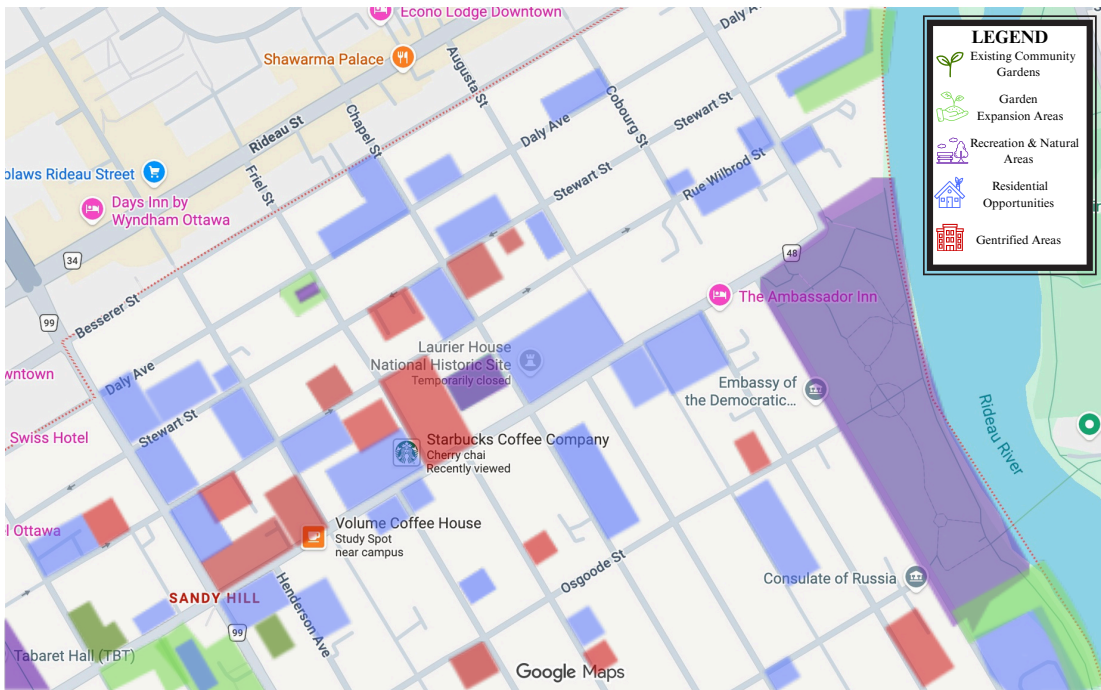 Econo Lodge Downtown
Daly
Shawarma Palace
Augusta St
LEGEND
Existing Community
Gardens
Garden
Expansion Areas
Recreation & Natural
Areas
Residential
Opportunities
Gentrified Areas
Rideau St
Chapel St
Cobourg St
Stewart St
Daly Ave
Rideau Street
Friel St
Stewart St
Rue Wilbrod St
Days Inn by
Wyndham Ottawa
34
48
The Ambassador Inn
99
Besserer St
Laurier House
National Historic Site
Temporarily closed
Daly Ave
Embassy of
the Democratic...
Rideau River
Stewart St
Swiss Hotel
Starbucks Coffee Company
Cherry chai
Recently viewed
Ottawa
Volume Coffee House
Study Spot
near campus
Osgoode St
Consulate of Russia
SANDY HILL
Henderson Ave
99
Tabaret Hall (TBT)
Google Maps